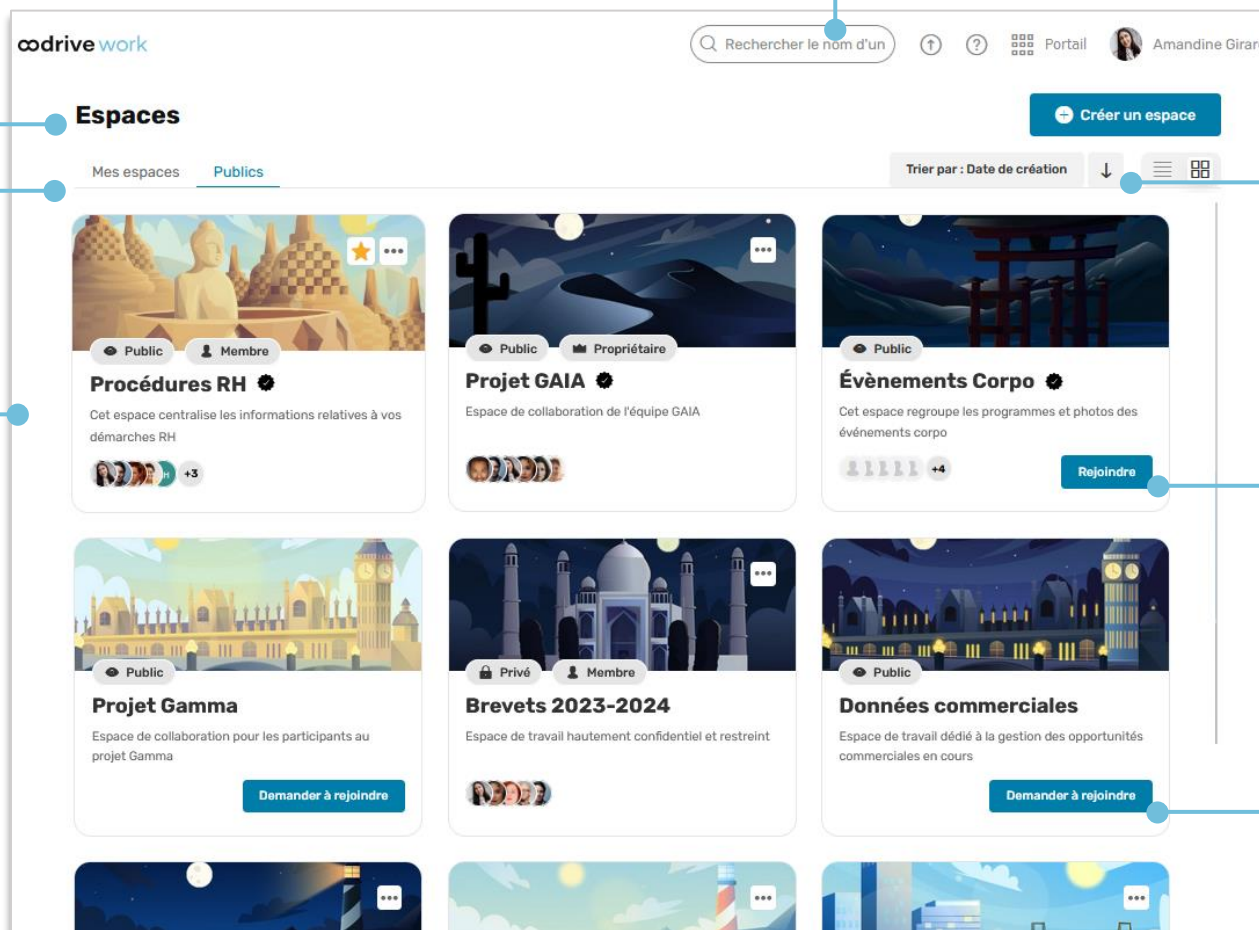 oodrive work
Rechercher le nom d'un
Portail
Amandine Girar
Espaces
Créer un espace
Mes espaces
Publics
Trier par : Date de création
Public
Membre
Procédures RH
Cet espace centralise les informations relatives à vos
démarches RH
+3
Public
Propriétaire
Projet GAIA
Espace de collaboration de l'équipe GAIA
Public
Évènements Corpo
Cet espace regroupe les programmes et photos des
événements corpo
+4
Rejoindre
Public
Projet Gamma
Espace de collaboration pour les participants au
projet Gamma
Demander à rejoindre
Privé
Membre
Brevets 2023-2024
Espace de travail hautement confidentiel et restreint
Public
Données commerciales
Espace de travail dédié à la gestion des opportunités
commerciales en cours
Demander à rejoindre